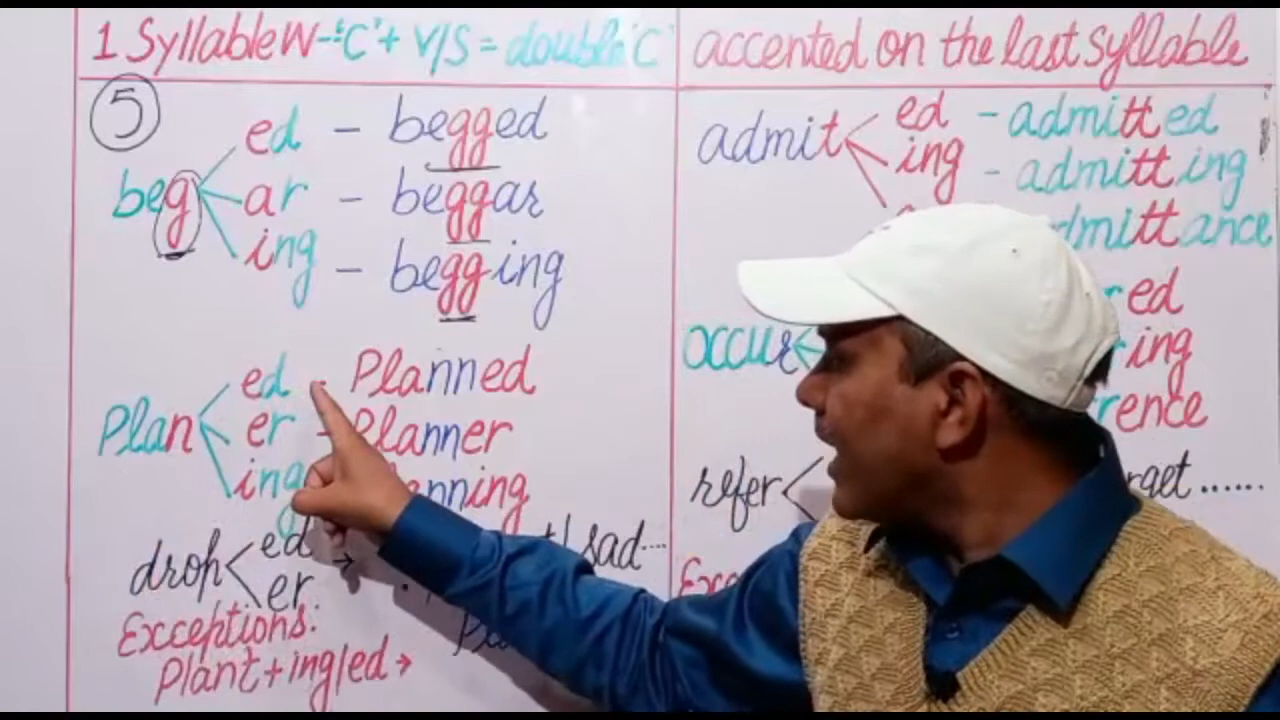 1 Syllable W-'C'+ V/S = double 'C'
5
beg
ed - begged
ar - beggar
ing - begging
Plan
ed - Planned
er - Planner
ing
drop
ed →
er
sad...
Exceptions:
Plant + ing/ed →
accented on the last syllable
admit
ed - admitted
ing - admitting
admittance
occur
ed
ing
rence
refer